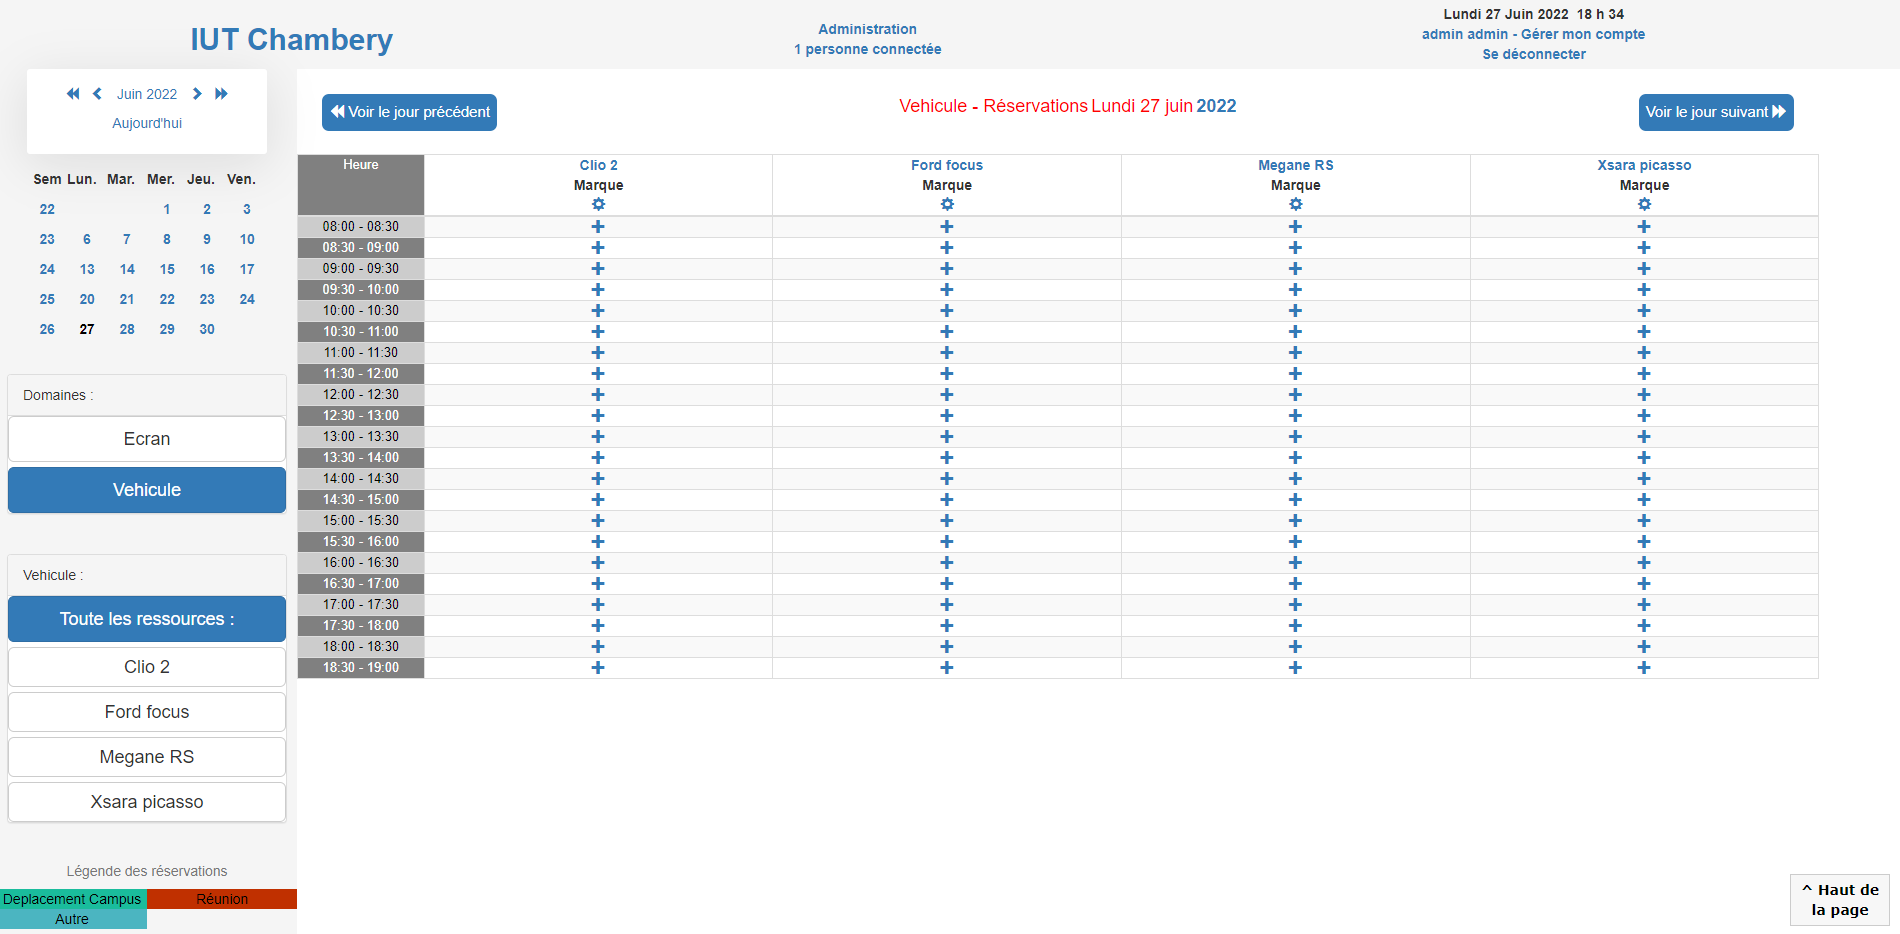 IUT Chambery
Administration
1 personne connectée
Lundi 27 Juin 2022  18 h 34
admin admin - Gérer mon compte
Se déconnecter
Juin 2022
Aujourd'hui
Sem Lun. Mar. Mer. Jeu. Ven.
22 1 2 3
23 6 7 8 9 10
24 13 14 15 16 17
25 20 21 22 23 24
26 27 28 29 30
Domaines :
Ecran
Vehicule
Vehicule :
Toute les ressources :
Clio 2
Ford focus
Megane RS
Xsara picasso
Légende des réservations
Deplacement Campus Réunion
Autre
Voir le jour précédent
Vehicule - Réservations Lundi 27 juin 2022
Voir le jour suivant
Heure Clio 2 Ford focus Megane RS Xsara picasso
Marque Marque Marque Marque
08:00 - 08:30
08:30 - 09:00
09:00 - 09:30
09:30 - 10:00
10:00 - 10:30
10:30 - 11:00
11:00 - 11:30
11:30 - 12:00
12:00 - 12:30
12:30 - 13:00
13:00 - 13:30
13:30 - 14:00
14:00 - 14:30
14:30 - 15:00
15:00 - 15:30
15:30 - 16:00
16:00 - 16:30
16:30 - 17:00
17:00 - 17:30
17:30 - 18:00
18:00 - 18:30
18:30 - 19:00
^ Haut de
la page